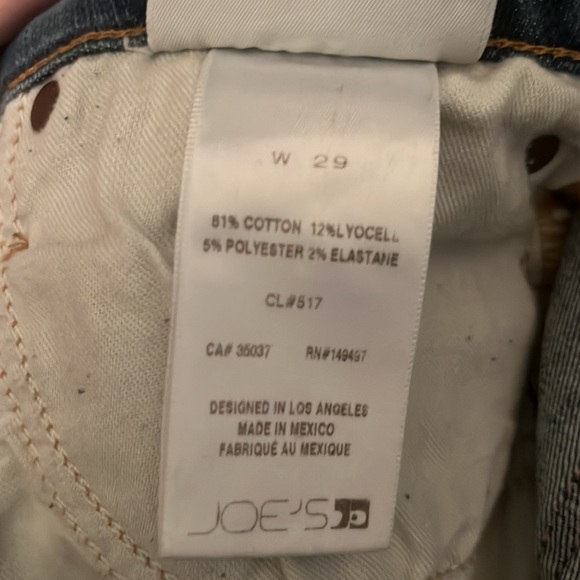 W 29
81% COTTON 12%LYOCELL
5% POLYESTER 2% ELASTANE
CL#517
CA# 35037 RN#149497
DESIGNED IN LOS ANGELES
MADE IN MEXICO
FABRIQUÉ AU MEXIQUE
JOE'S